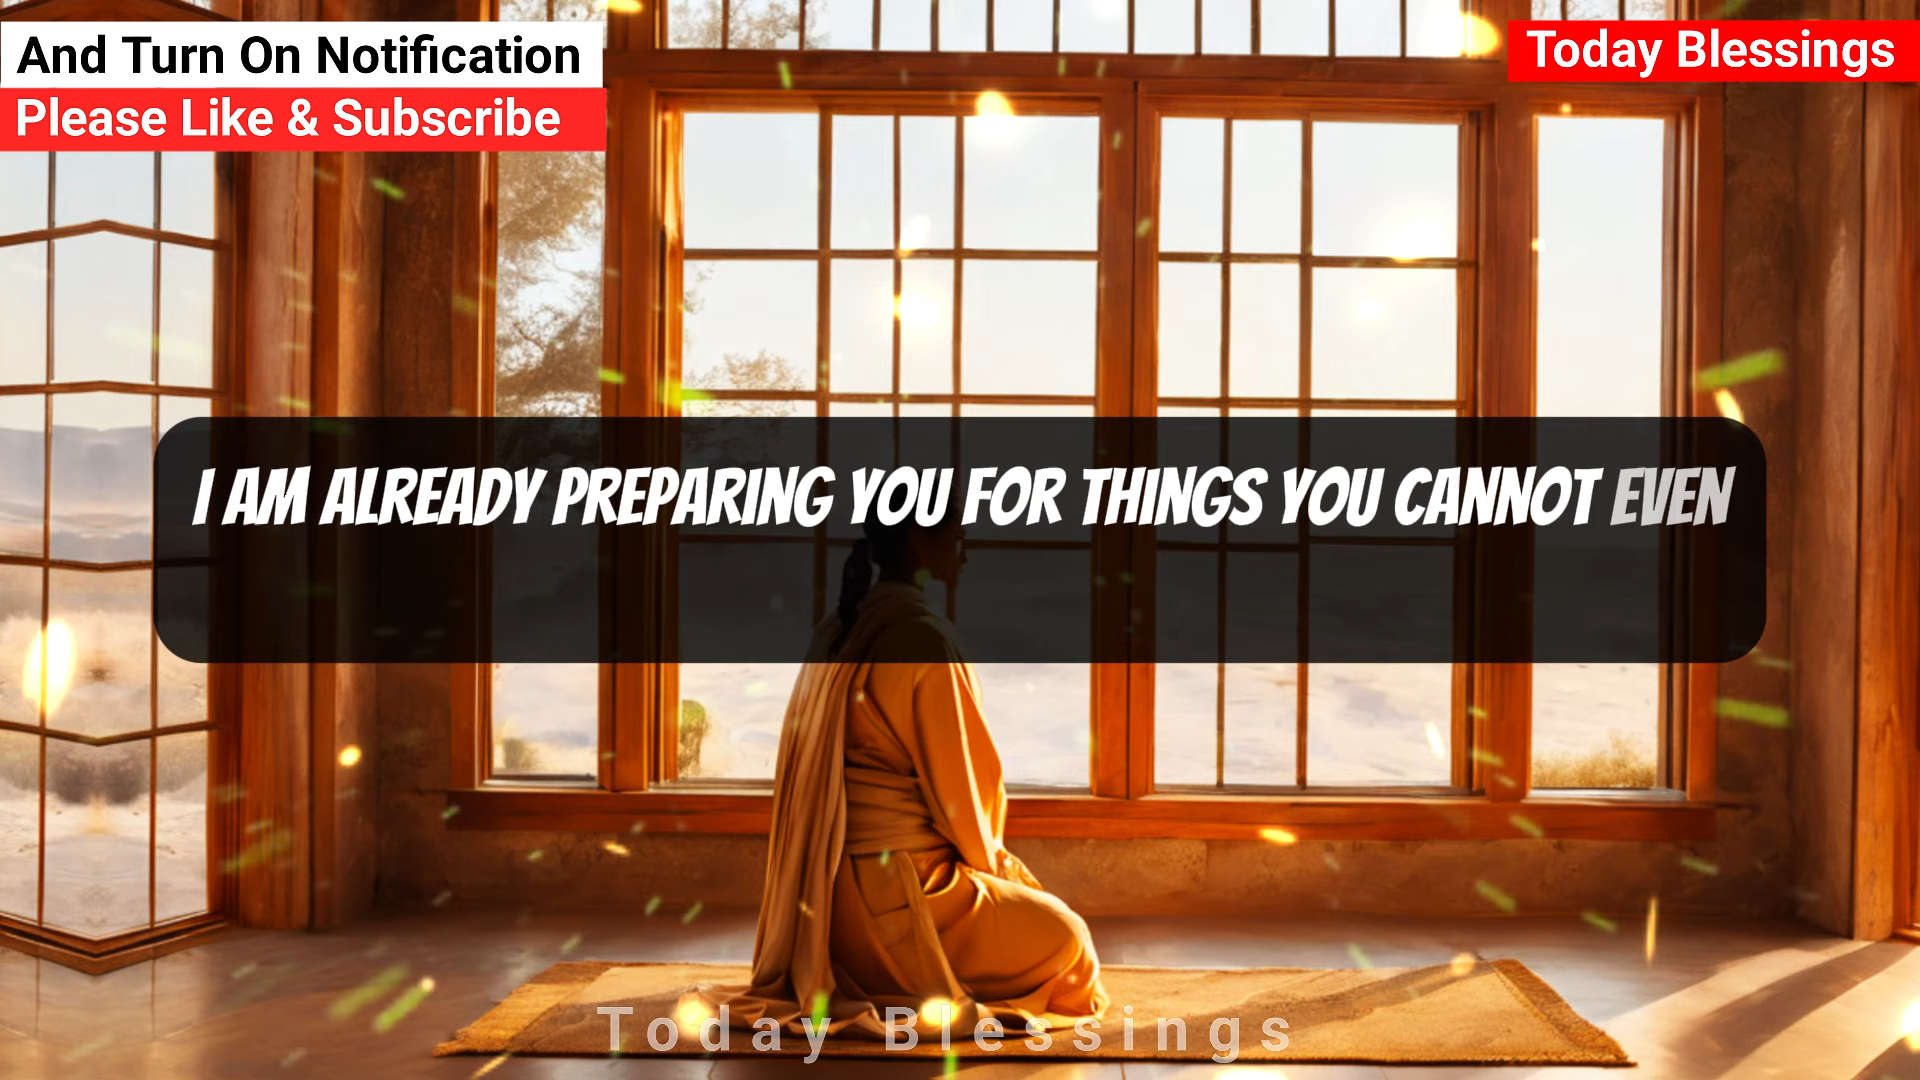 And Turn On Notification
Please Like & Subscribe
Today Blessings
I AM ALREADY PREPARING YOU FOR THINGS YOU CANNOT EVEN
Today Blessings